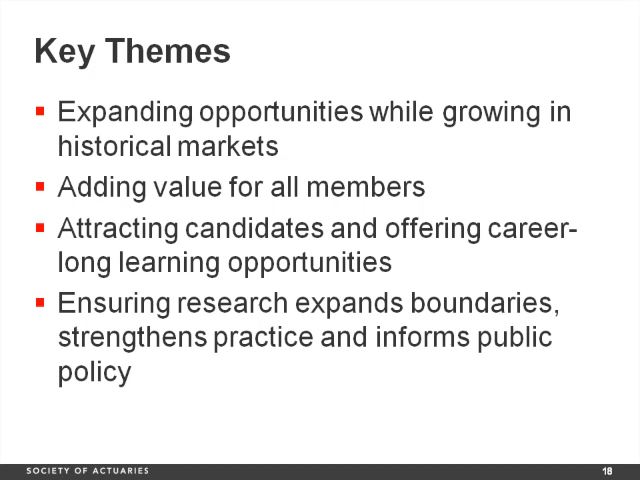 Key Themes
Expanding opportunities while growing in
historical markets
Adding value for all members
Attracting candidates and offering career-
long learning opportunities
Ensuring research expands boundaries,
strengthens practice and informs public
policy
SOCIETY OF ACTUARIES
18